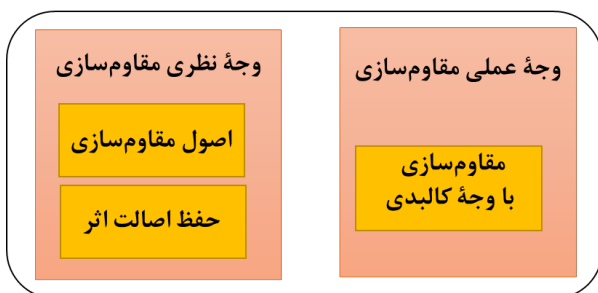 وجهٔ عملی مقاوم‌سازی
مقاوم‌سازی
با وجهٔ کالبدی
وجهٔ نظری مقاوم‌سازی
اصول مقاوم‌سازی
حفظ اصالت اثر